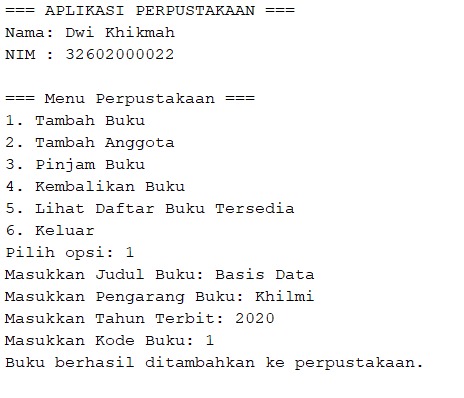 === APLIKASI PERPUSTAKAAN ===
Nama: Dwi Khikmah
NIM : 32602000022
=== Menu Perpustakaan ===
1. Tambah Buku
2. Tambah Anggota
3. Pinjam Buku
4. Kembalikan Buku
5. Lihat Daftar Buku Tersedia
6. Keluar
Pilih opsi: 1
Masukkan Judul Buku: Basis Data
Masukkan Pengarang Buku: Khilmi
Masukkan Tahun Terbit: 2020
Masukkan Kode Buku: 1
Buku berhasil ditambahkan ke perpustakaan.